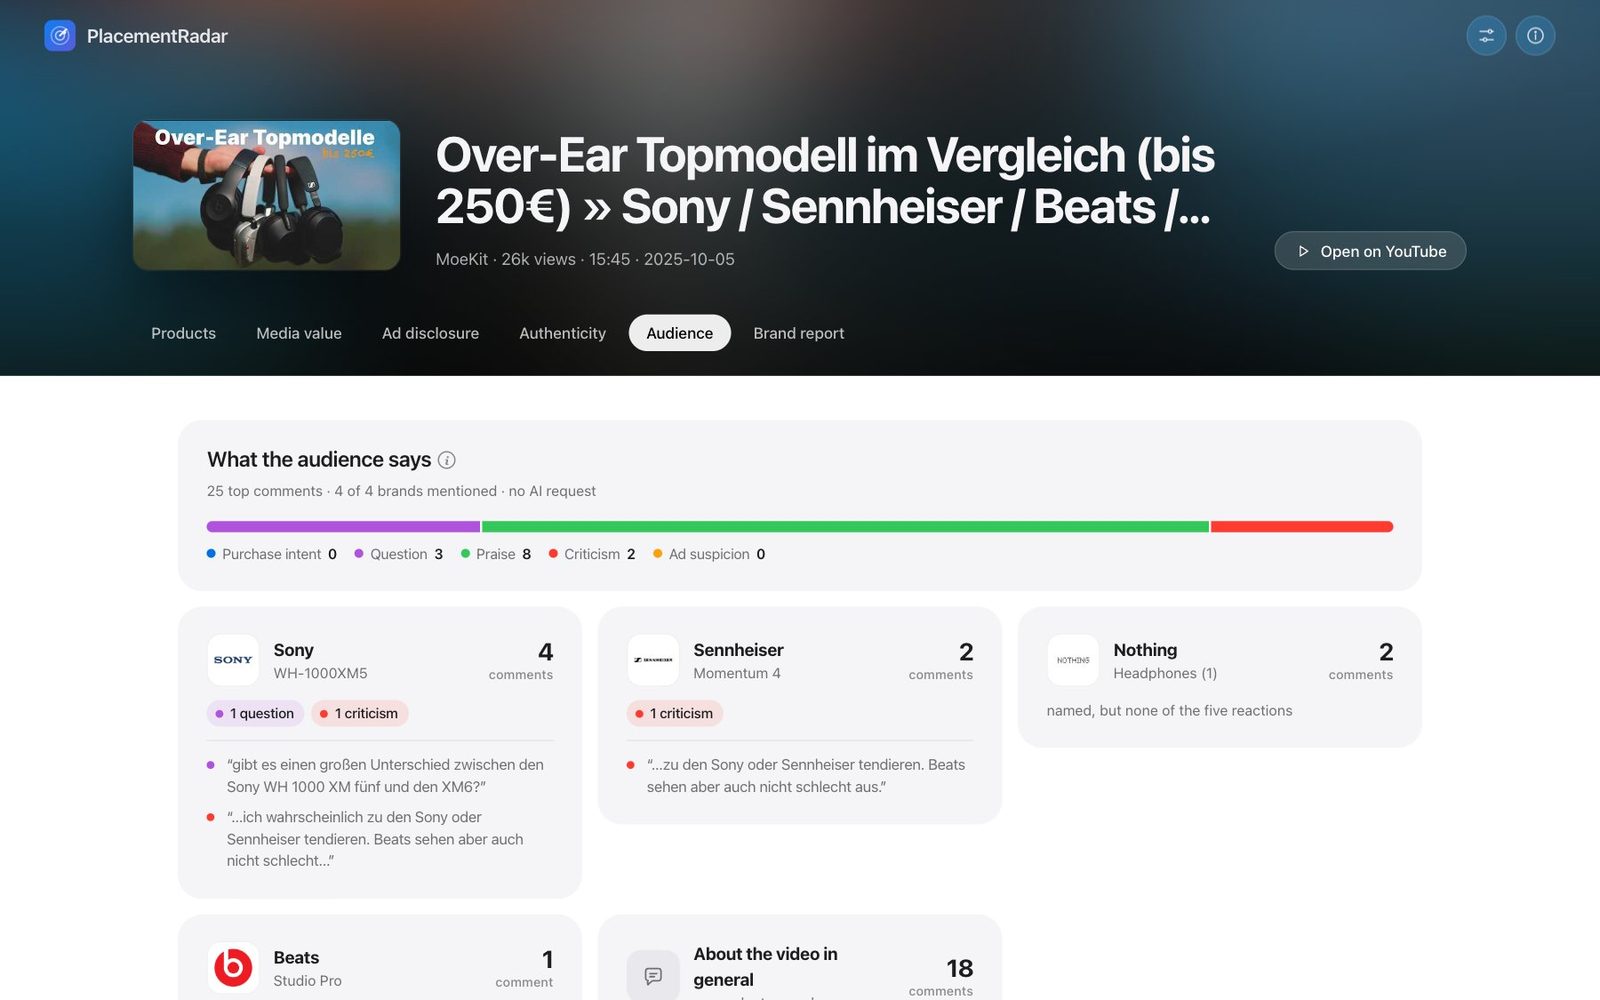 PlacementRadar
Over-Ear Topmodelle
bis 250€
Over-Ear Topmodell im Vergleich (bis
250€) » Sony / Sennheiser / Beats /...
MoeKit · 26k views · 15:45 · 2025-10-05
Open on YouTube
Products
Media value
Ad disclosure
Authenticity
Audience
Brand report
What the audience says
25 top comments · 4 of 4 brands mentioned · no AI request
Purchase intent 0
Question 3
Praise 8
Criticism 2
Ad suspicion 0
SONY
Sony
WH-1000XM5
4
comments
1 question
1 criticism
“gibt es einen großen Unterschied zwischen den
Sony WH 1000 XM fünf und den XM6?”
“...ich wahrscheinlich zu den Sony oder
Sennheiser tendieren. Beats sehen aber auch
nicht schlecht...”
SENNHEISER
Sennheiser
Momentum 4
2
comments
1 criticism
“...zu den Sony oder Sennheiser tendieren. Beats
sehen aber auch nicht schlecht aus.”
NOTHING
Nothing
Headphones (1)
2
comments
named, but none of the five reactions
Beats
Studio Pro
1
comment
About the video in
general
18
comments